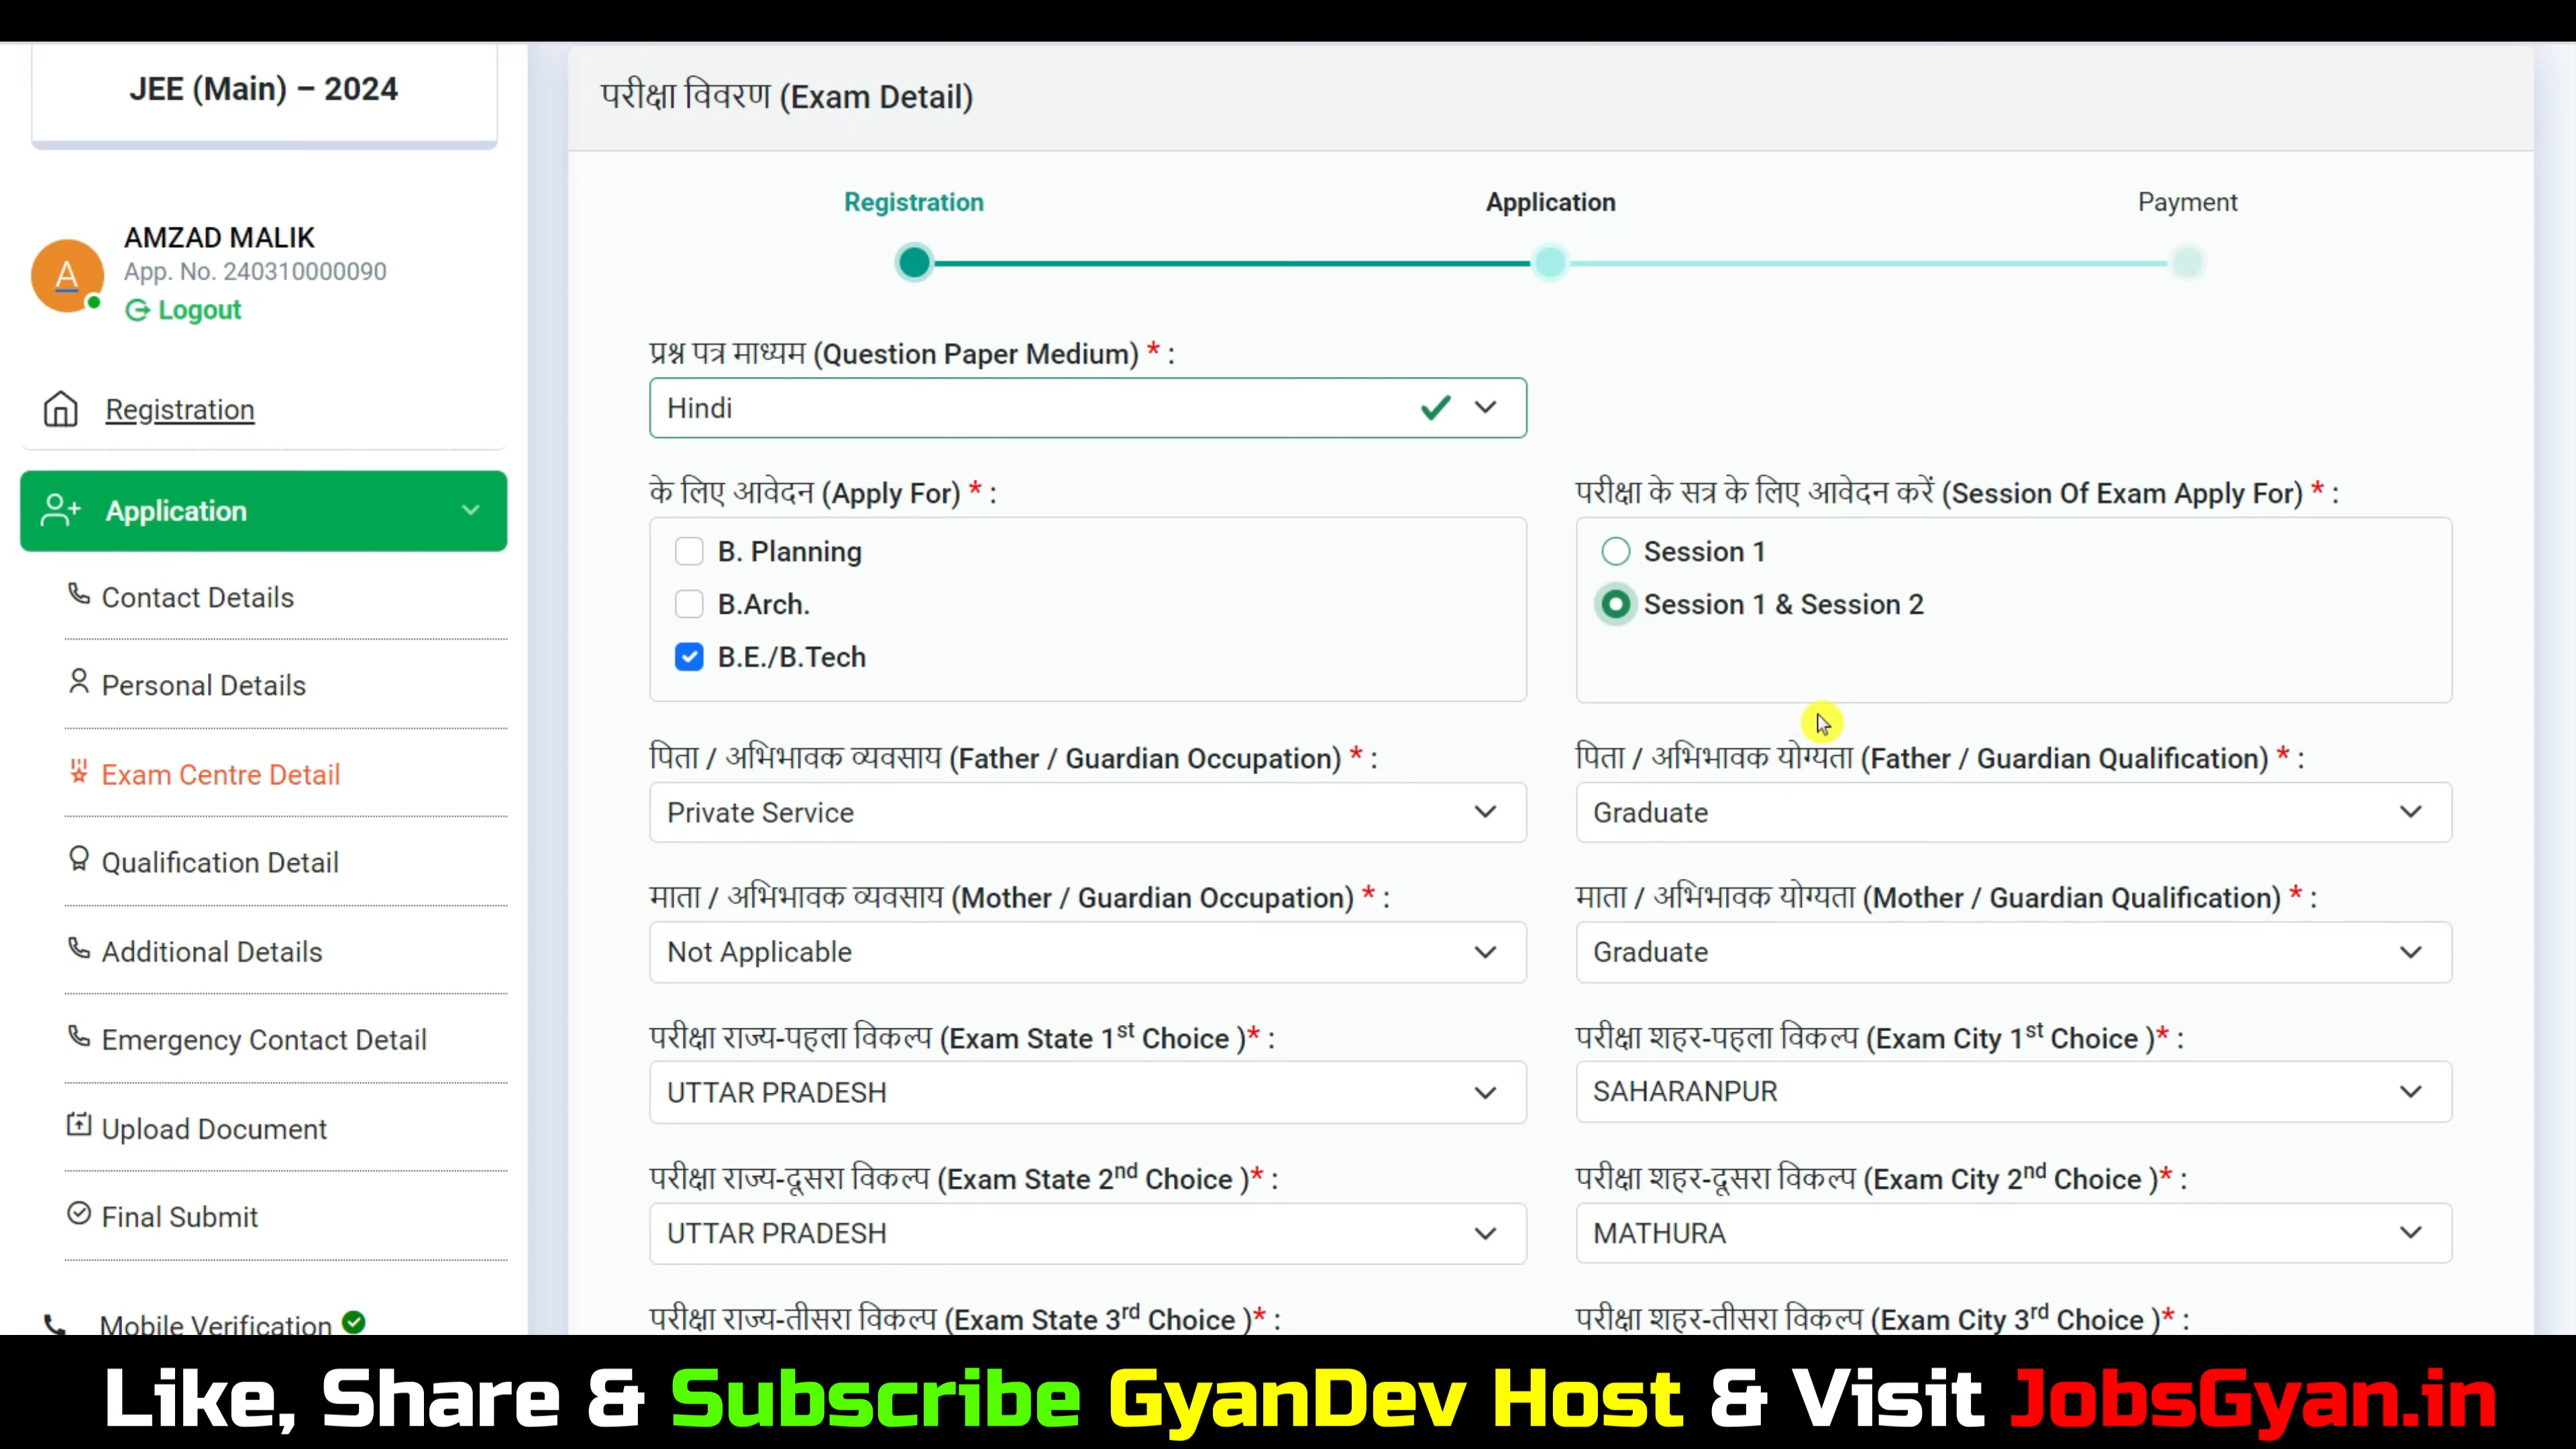 JEE (Main) – 2024
A
AMZAD MALIK
App. No. 240310000090
Logout
Registration
Application
Contact Details
Personal Details
Exam Centre Detail
Qualification Detail
Additional Details
Emergency Contact Detail
Upload Document
Final Submit
Mobile Verification
परीक्षा विवरण (Exam Detail)
Registration Application Payment
प्रश्न पत्र माध्यम (Question Paper Medium) * :
Hindi
के लिए आवेदन (Apply For) * :
B. Planning
B.Arch.
B.E./B.Tech
परीक्षा के सत्र के लिए आवेदन करें (Session Of Exam Apply For) * :
Session 1
Session 1 & Session 2
पिता / अभिभावक व्यवसाय (Father / Guardian Occupation) * :
Private Service
पिता / अभिभावक योग्यता (Father / Guardian Qualification) * :
Graduate
माता / अभिभावक व्यवसाय (Mother / Guardian Occupation) * :
Not Applicable
माता / अभिभावक योग्यता (Mother / Guardian Qualification) * :
Graduate
परीक्षा राज्य-पहला विकल्प (Exam State 1st Choice )* :
UTTAR PRADESH
परीक्षा शहर-पहला विकल्प (Exam City 1st Choice )* :
SAHARANPUR
परीक्षा राज्य-दूसरा विकल्प (Exam State 2nd Choice )* :
UTTAR PRADESH
परीक्षा शहर-दूसरा विकल्प (Exam City 2nd Choice )* :
MATHURA
परीक्षा राज्य-तीसरा विकल्प (Exam State 3rd Choice )* :
परीक्षा शहर-तीसरा विकल्प (Exam City 3rd Choice )* :
Like, Share & Subscribe GyanDev Host & Visit JobsGyan.in